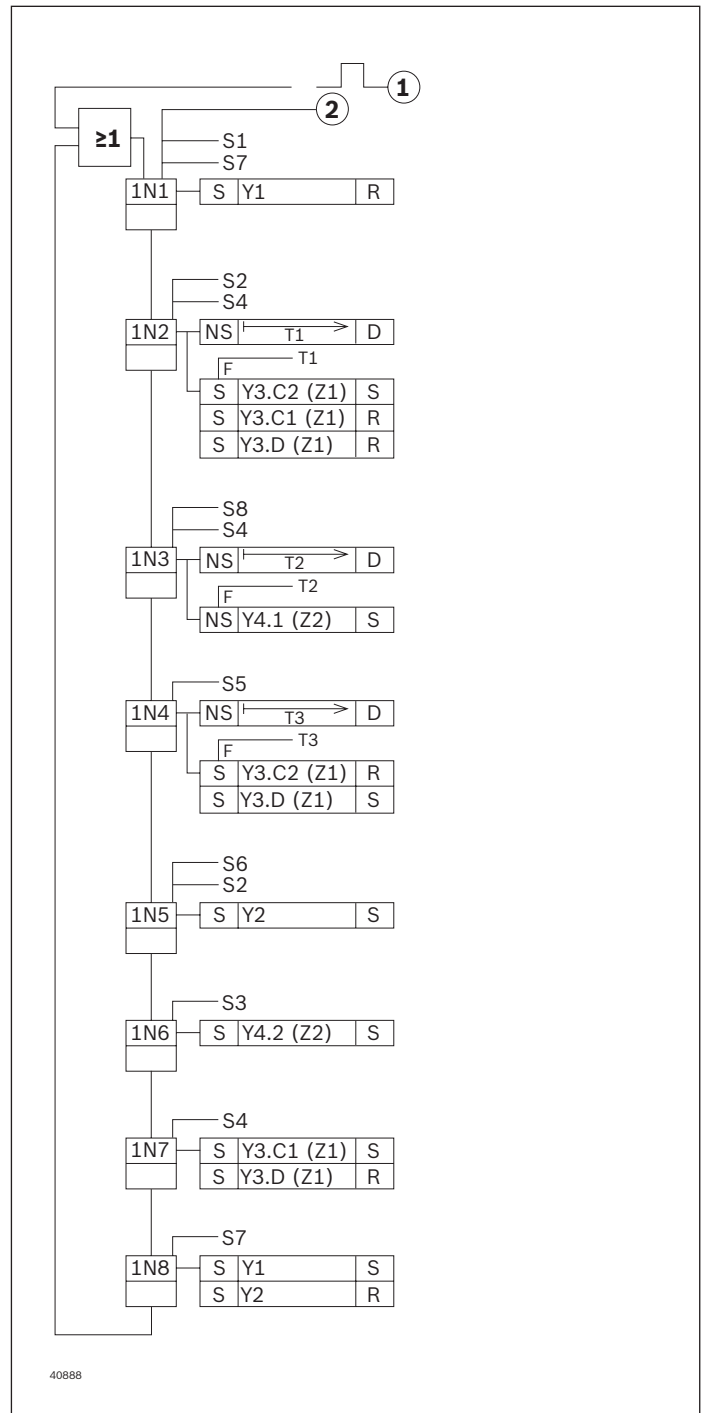 1
2
≥1
S1
S7
1N1 S Y1 R
S2
S4
1N2 NS T1 D
T1
F
S Y3.C2 (Z1) S
S Y3.C1 (Z1) R
S Y3.D (Z1) R
S8
S4
1N3 NS T2 D
T2
F
NS Y4.1 (Z2) S
S5
1N4 NS T3 D
T3
F
S Y3.C2 (Z1) R
S Y3.D (Z1) S
S6
S2
1N5 S Y2 S
S3
1N6 S Y4.2 (Z2) S
S4
1N7 S Y3.C1 (Z1) S
S Y3.D (Z1) R
S7
1N8 S Y1 S
S Y2 R
40888